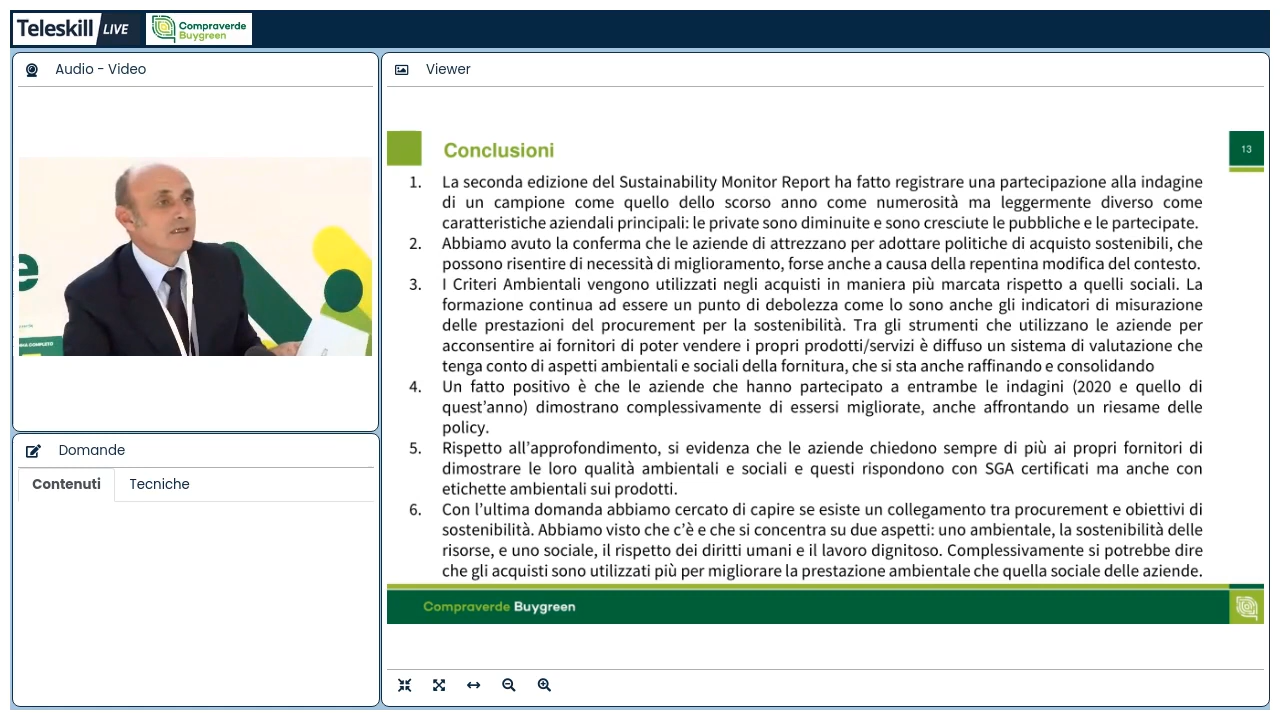 Teleskill LIVE
Compraverde
Buygreen
Audio - Video
Viewer
Conclusioni
13
1. La seconda edizione del Sustainability Monitor Report ha fatto registrare una partecipazione alla indagine
di un campione come quello dello scorso anno come numerosità ma leggermente diverso come
caratteristiche aziendali principali: le private sono diminuite e sono cresciute le pubbliche e le partecipate.
2. Abbiamo avuto la conferma che le aziende di attrezzano per adottare politiche di acquisto sostenibili, che
possono risentire di necessità di miglioramento, forse anche a causa della repentina modifica del contesto.
3. I Criteri Ambientali vengono utilizzati negli acquisti in maniera più marcata rispetto a quelli sociali. La
formazione continua ad essere un punto di debolezza come lo sono anche gli indicatori di misurazione
delle prestazioni del procurement per la sostenibilità. Tra gli strumenti che utilizzano le aziende per
acconsentire ai fornitori di poter vendere i propri prodotti/servizi è diffuso un sistema di valutazione che
tenga conto di aspetti ambientali e sociali della fornitura, che si sta anche raffinando e consolidando
4. Un fatto positivo è che le aziende che hanno partecipato a entrambe le indagini (2020 e quello di
quest’anno) dimostrano complessivamente di essersi migliorate, anche affrontando un riesame delle
policy.
5. Rispetto all’approfondimento, si evidenza che le aziende chiedono sempre di più ai propri fornitori di
dimostrare le loro qualità ambientali e sociali e questi rispondono con SGA certificati ma anche con
etichette ambientali sui prodotti.
6. Con l’ultima domanda abbiamo cercato di capire se esiste un collegamento tra procurement e obiettivi di
sostenibilità. Abbiamo visto che c’è e che si concentra su due aspetti: uno ambientale, la sostenibilità delle
risorse, e uno sociale, il rispetto dei diritti umani e il lavoro dignitoso. Complessivamente si potrebbe dire
che gli acquisti sono utilizzati più per migliorare la prestazione ambientale che quella sociale delle aziende.
Compraverde Buygreen
Domande
Contenuti
Tecniche